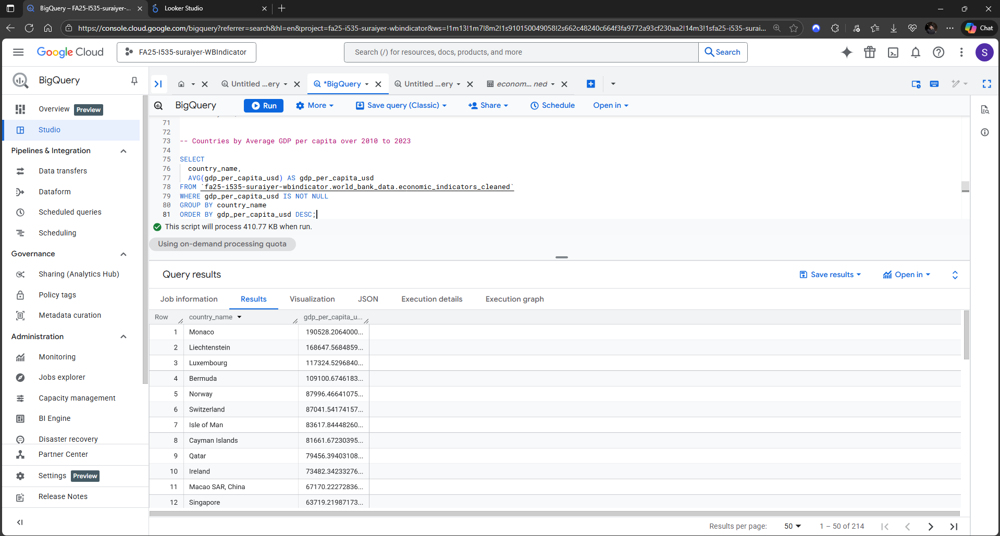 BigQuery – FA25-I535-suraiyer-...
Looker Studio
https://console.cloud.google.com/bigquery?referrer=search&hl=en&project=fa25-i535-suraiyer-wbindicator&ws=!1m13!1m7!8m2!1s910150049058!2s662c48240c664f3fa9772a93cf230aa2!14m3!1sfa25-i535-surai...
Chat
Google Cloud
FA25-I535-suraiyer-WBIndicator
Search (/) for resources, docs, products, and more
Search
S
BigQuery
Untitled ...ery
*BigQuery
Untitled ...ery
econom... ned
Overview Preview
Studio
Pipelines & Integration
Data transfers
Dataform
Scheduled queries
Scheduling
Governance
Sharing (Analytics Hub)
Policy tags
Metadata curation
Administration
Monitoring
Jobs explorer
Capacity management
BI Engine
Disaster recovery
Partner Center
Settings Preview
Release Notes
BigQuery
Run
More
Save query (Classic)
Share
Schedule
Open in
71
72
73 -- Countries by Average GDP per capita over 2010 to 2023
74
75 SELECT
76 country_name,
77 AVG(gdp_per_capita_usd) AS gdp_per_capita_usd
78 FROM `fa25-i535-suraiyer-wbindicator.world_bank_data.economic_indicators_cleaned`
79 WHERE gdp_per_capita_usd IS NOT NULL
80 GROUP BY country_name
81 ORDER BY gdp_per_capita_usd DESC;
This script will process 410.77 KB when run.
Using on-demand processing quota
Query results
Save results
Open in
Job information
Results
Visualization
JSON
Execution details
Execution graph
Row country_name gdp_per_capita_u...
1 Monaco 190528.2064000...
2 Liechtenstein 168647.5684859...
3 Luxembourg 117324.5296840...
4 Bermuda 109100.6746183...
5 Norway 87996.46641075...
6 Switzerland 87041.54174157...
7 Isle of Man 83617.84448260...
8 Cayman Islands 81661.67230395...
9 Qatar 79456.39403108...
10 Ireland 73482.34233276...
11 Macao SAR, China 67170.22272836...
12 Singapore 63719.21987173...
Results per page: 50 1 – 50 of 214